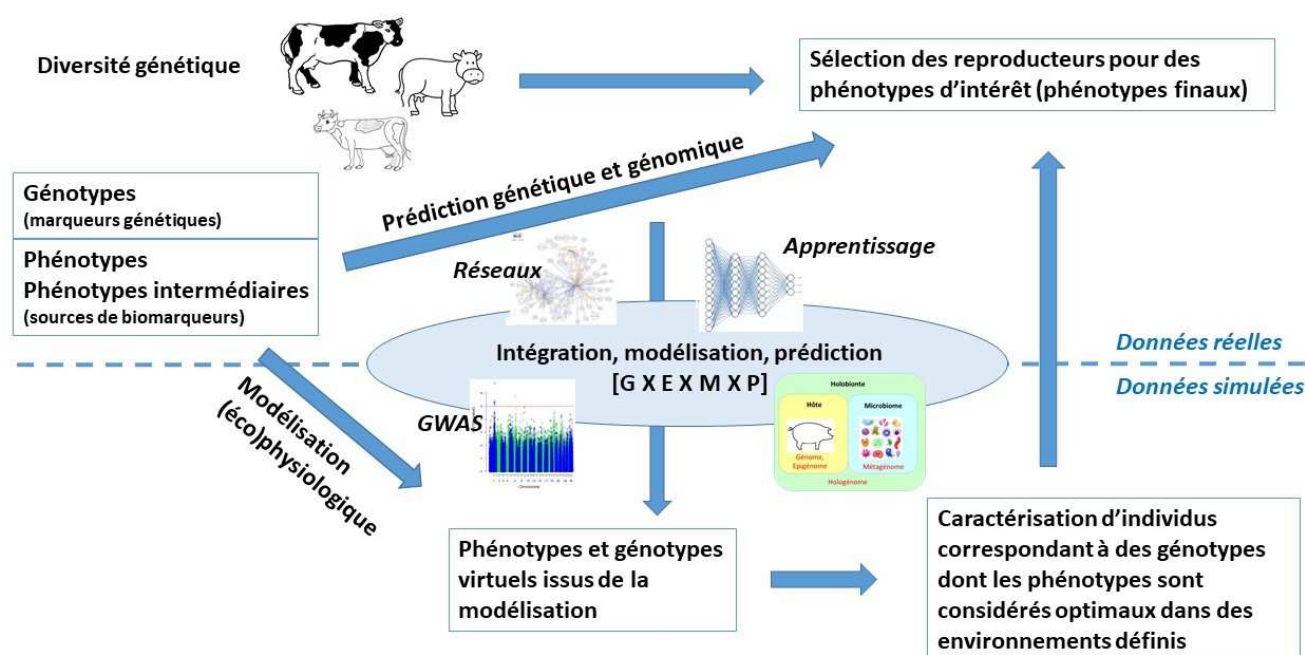 Diversité génétique
Sélection des reproducteurs pour des
phénotypes d’intérêt (phénotypes finaux)
Génotypes
(marqueurs génétiques)
Phénotypes
Phénotypes intermédiaires
(sources de biomarqueurs)
Prédiction génétique et génomique
Réseaux
Apprentissage
Intégration, modélisation, prédiction
[G X E X M X P]
Données réelles
Données simulées
Modélisation
(éco)physiologique
GWAS
Chromosome
Holobionte
Hôte
Génome,
Epigénome
Microbiome
Métagénome
Hologénome
Phénotypes et génotypes
virtuels issus de la
modélisation
Caractérisation d’individus
correspondant à des génotypes
dont les phénotypes sont
considérés optimaux dans des
environnements définis